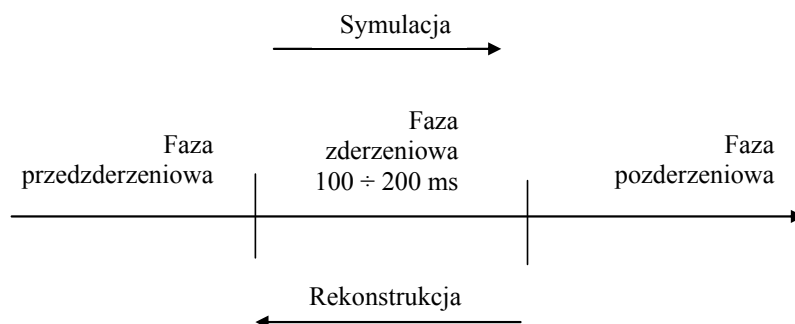 Symulacja
Faza
przedzderzeniowa
Faza
zderzeniowa
100 ÷ 200 ms
Faza
pozderzeniowa
Rekonstrukcja